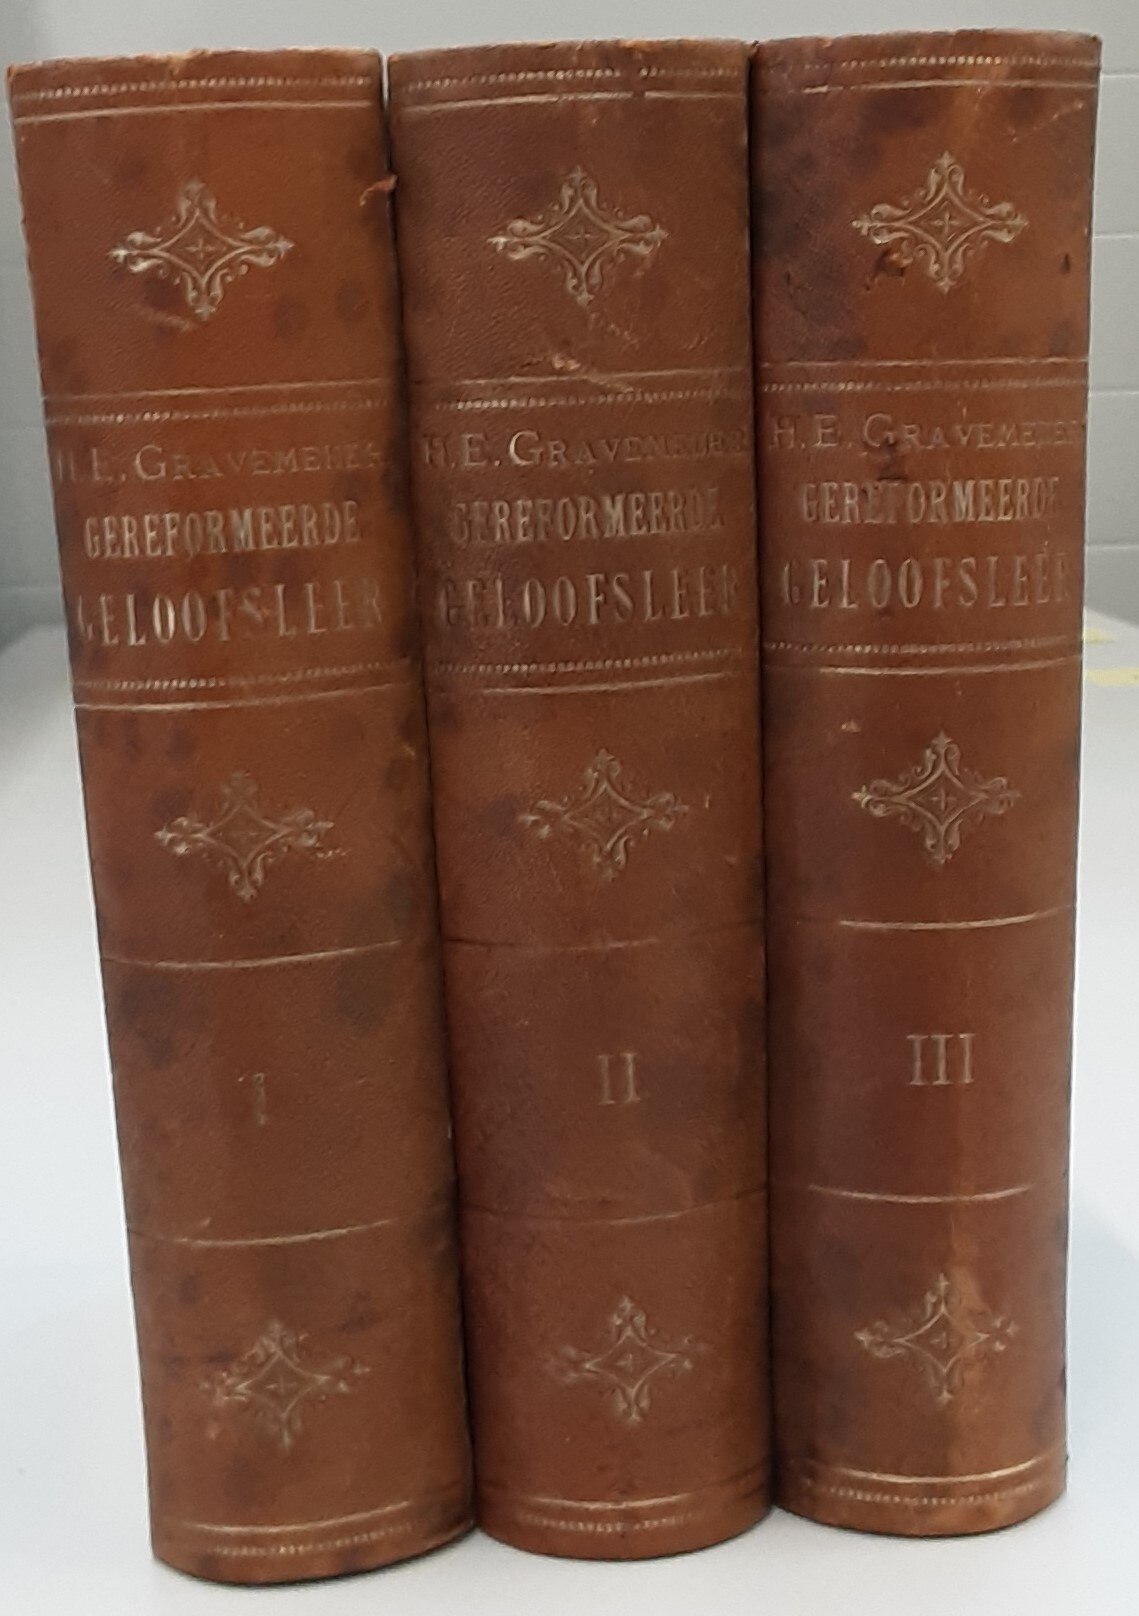 H.E. GRAVEMEIJER
GEREFORMEERDE
GELOOFSLEER
I
H.E. GRAVEMEIJER
GEREFORMEERDE
GELOOFSLEER
II
H.E. GRAVEMEIJER
GEREFORMEERDE
GELOOFSLEER
III